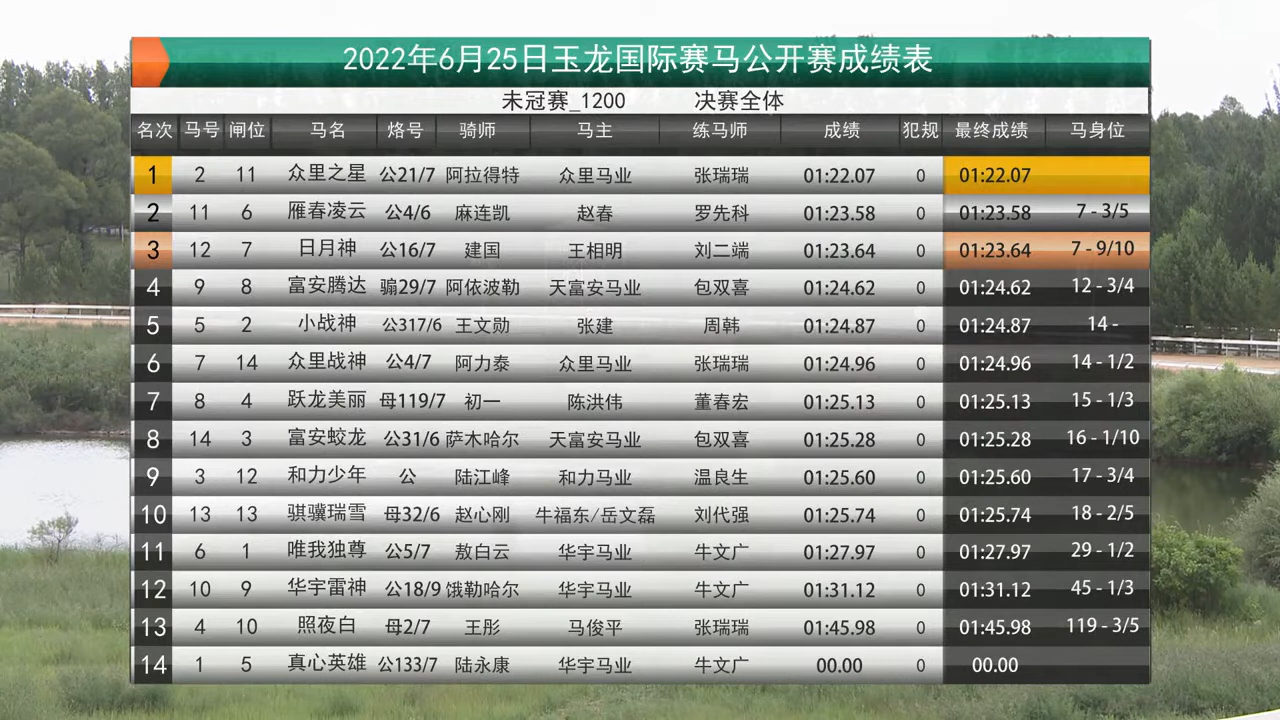 2022年6月25日玉龙国际赛马公开赛成绩表
未冠赛_1200 决赛全体
名次 马号 闸位 马名 烙号 骑师 马主 练马师 成绩 犯规 最终成绩 马身位
1 2 11 众里之星 公21/7 阿拉得特 众里马业 张瑞瑞 01:22.07 0 01:22.07
2 11 6 雁春凌云 公4/6 麻连凯 赵春 罗先科 01:23.58 0 01:23.58 7 - 3/5
3 12 7 日月神 公16/7 建国 王相明 刘二端 01:23.64 0 01:23.64 7 - 9/10
4 9 8 富安腾达 骟29/7 阿依波勒 天富安马业 包双喜 01:24.62 0 01:24.62 12 - 3/4
5 5 2 小战神 公317/6 王文勋 张建 周韩 01:24.87 0 01:24.87 14 -
6 7 14 众里战神 公4/7 阿力泰 众里马业 张瑞瑞 01:24.96 0 01:24.96 14 - 1/2
7 8 4 跃龙美丽 母119/7 初一 陈洪伟 董春宏 01:25.13 0 01:25.13 15 - 1/3
8 14 3 富安蛟龙 公31/6 萨木哈尔 天富安马业 包双喜 01:25.28 0 01:25.28 16 - 1/10
9 3 12 和力少年 公 陆江峰 和力马业 温良生 01:25.60 0 01:25.60 17 - 3/4
10 13 13 骐骥瑞雪 母32/6 赵心刚 牛福东/岳文磊 刘代强 01:25.74 0 01:25.74 18 - 2/5
11 6 1 唯我独尊 公5/7 敖白云 华宇马业 牛文广 01:27.97 0 01:27.97 29 - 1/2
12 10 9 华宇雷神 公18/9 饿勒哈尔 华宇马业 牛文广 01:31.12 0 01:31.12 45 - 1/3
13 4 10 照夜白 母2/7 王彤 马俊平 张瑞瑞 01:45.98 0 01:45.98 119 - 3/5
14 1 5 真心英雄 公133/7 陆永康 华宇马业 牛文广 00.00 0 00.00